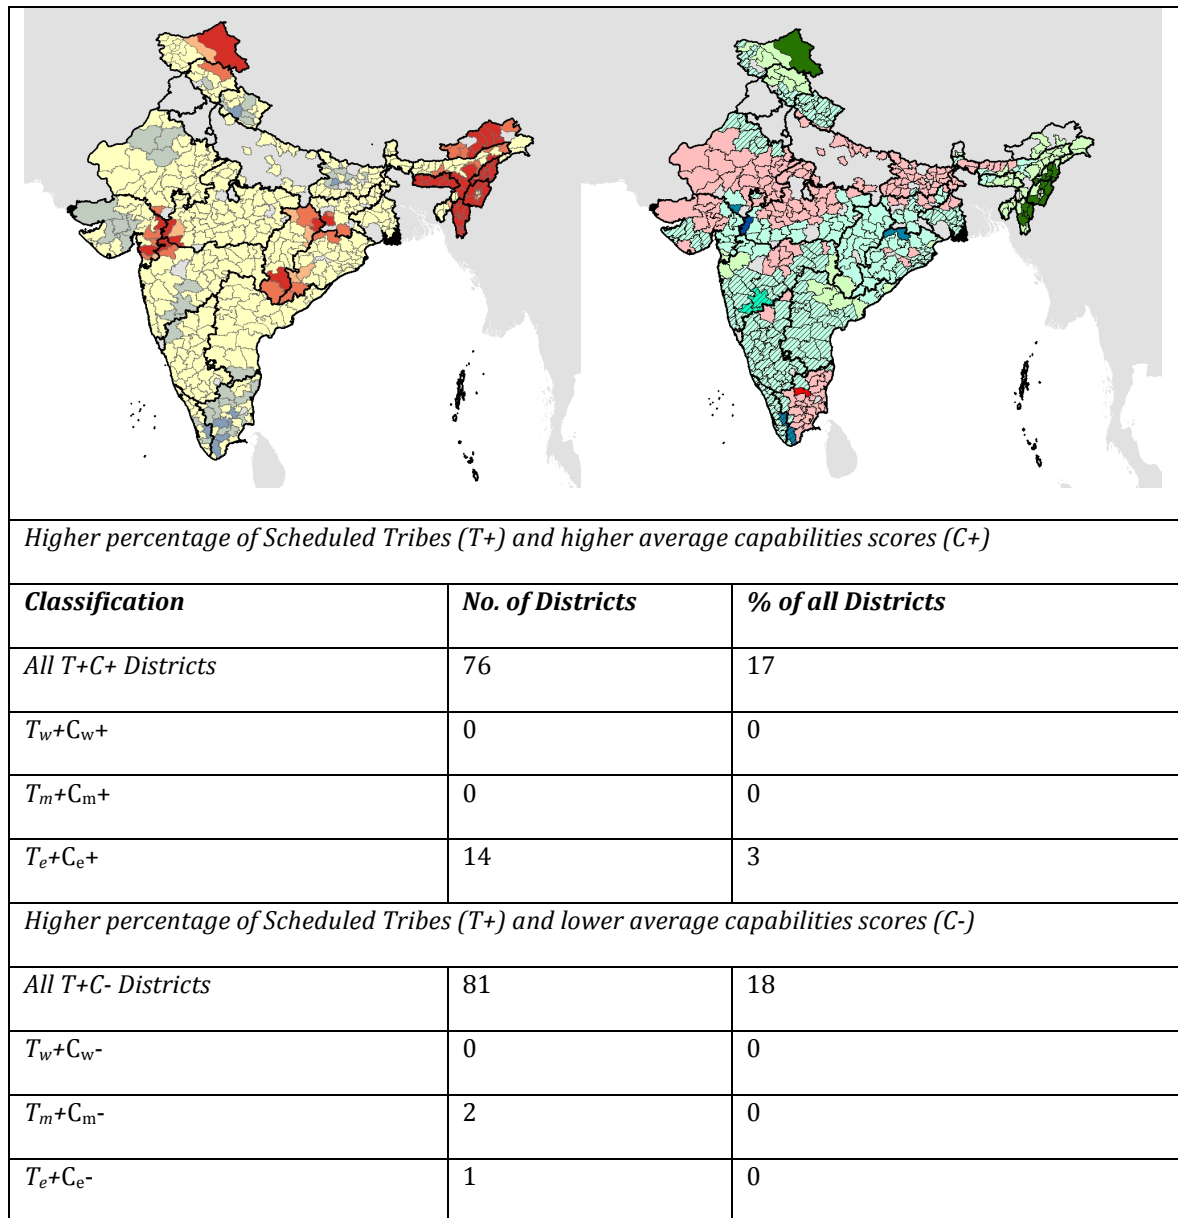 Higher percentage of Scheduled Tribes (T+) and higher average capabilities scores (C+)
Classification No. of Districts % of all Districts
All T+C+ Districts 76 17
Tw+Cw+ 0 0
Tm+Cm+ 0 0
Te+Ce+ 14 3
Higher percentage of Scheduled Tribes (T+) and lower average capabilities scores (C-)
All T+C- Districts 81 18
Tw+Cw- 0 0
Tm+Cm- 2 0
Te+Ce- 1 0